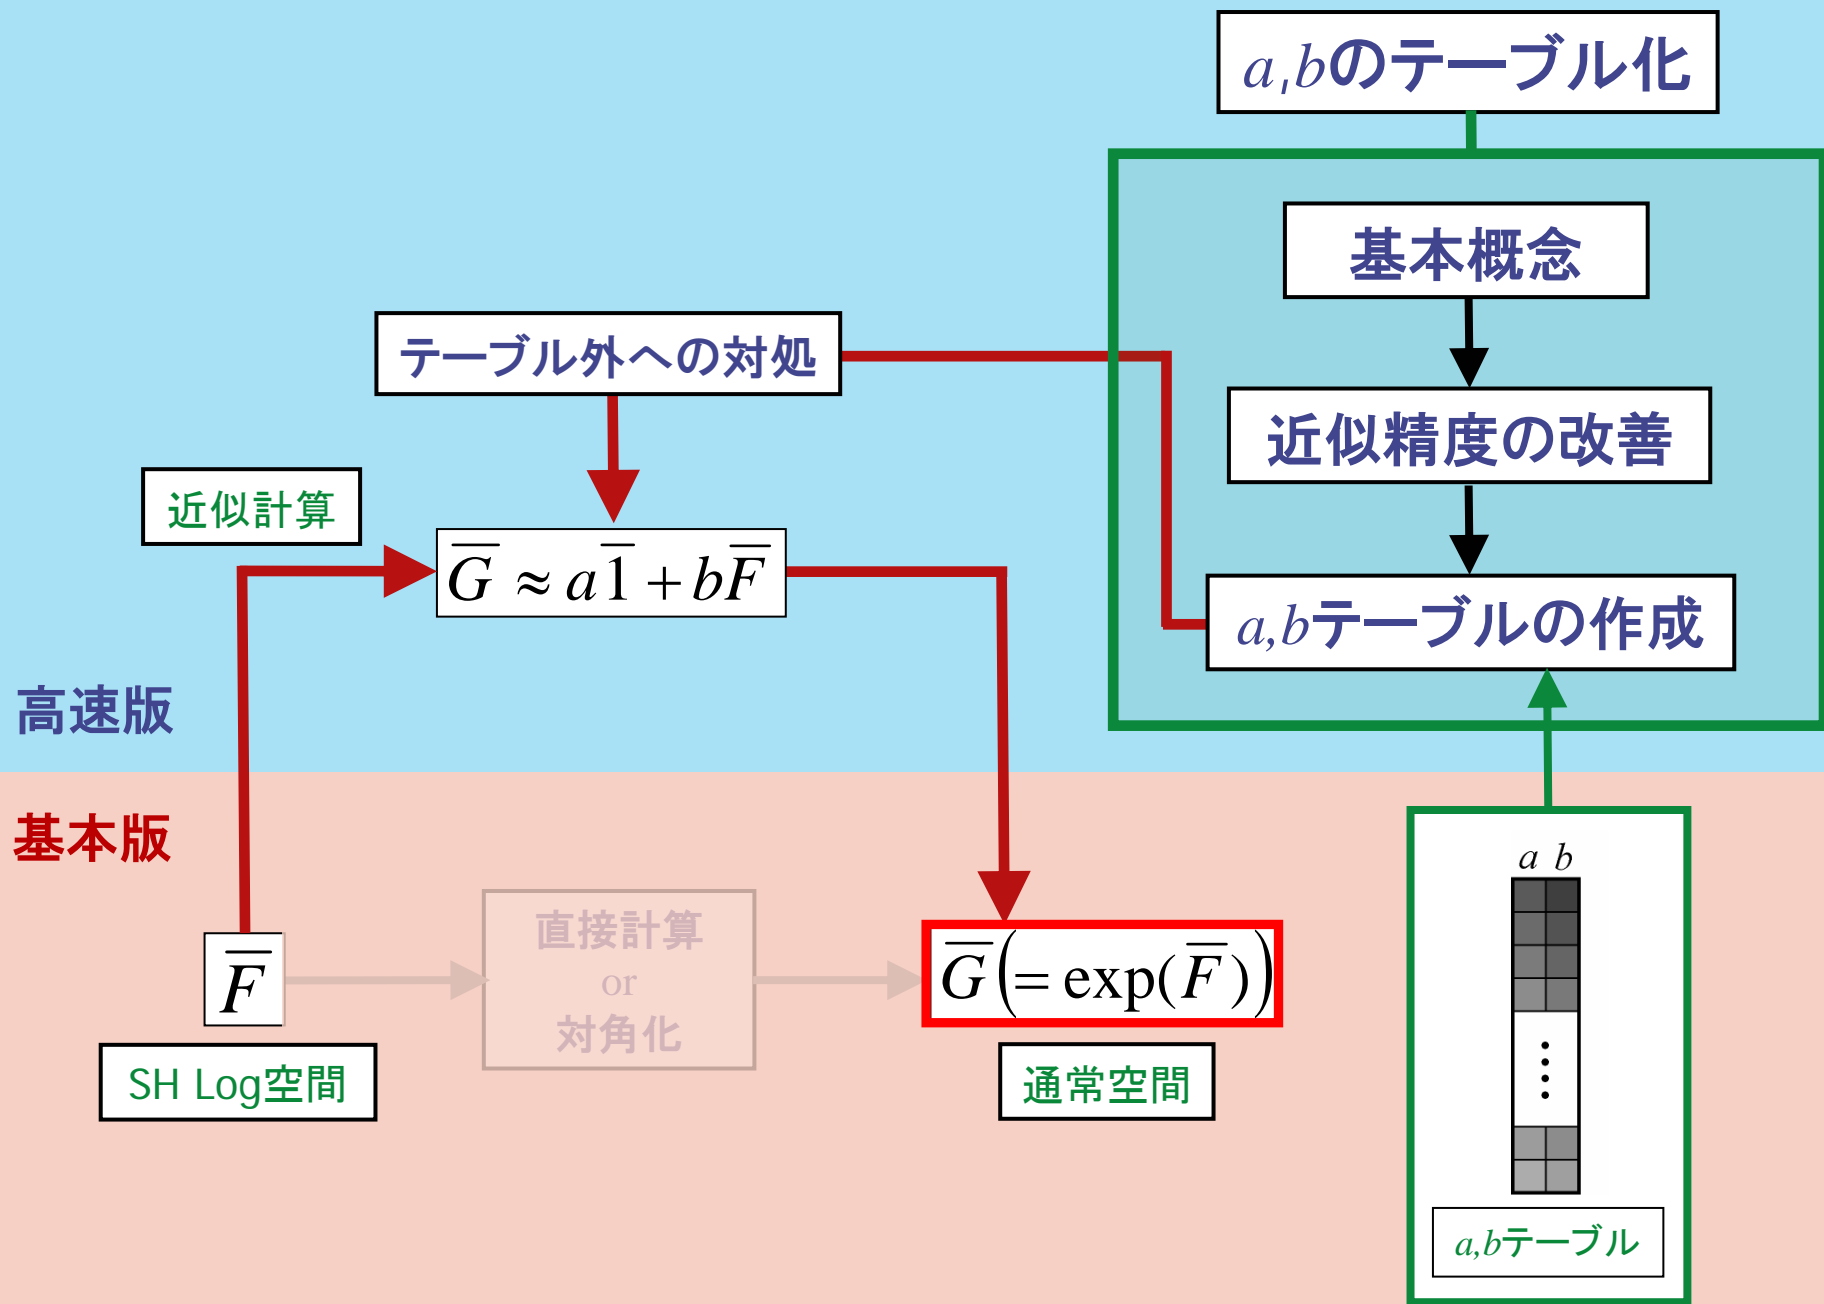 a,bのテーブル化
基本概念
テーブル外への対処
近似精度の改善
近似計算
G̅ ≈ a1̅ + bF̅
a,bテーブルの作成
高速版
基本版
a b
直接計算
or
対角化
F̅
G̅(= exp(F̅))
SH Log空間
通常空間
a,bテーブル